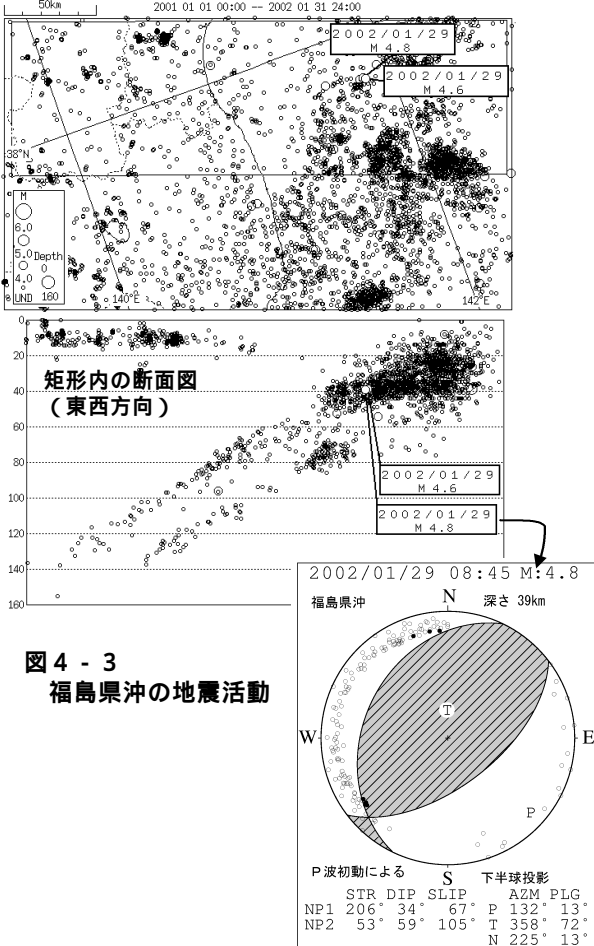 50km
2001 01 01 00:00 -- 2002 01 31 24:00
2002/01/29
M 4.8
2002/01/29
M 4.6
38°N
M
6.0
5.0
4.0
UND
Depth
0
160
140°E
142°E
0
20
40
60
80
100
120
140
160
矩形内の断面図
(東西方向)
2002/01/29
M 4.6
2002/01/29
M 4.8
2002/01/29 08:45 M:4.8
福島県沖
深さ 39km
N
W
E
S
T
P
P波初動による
下半球投影
STR DIP SLIP AZM PLG
NP1 206° 34° 67° P 132° 13°
NP2 53° 59° 105° T 358° 72°
N 225° 13°
図4-3
福島県沖の地震活動